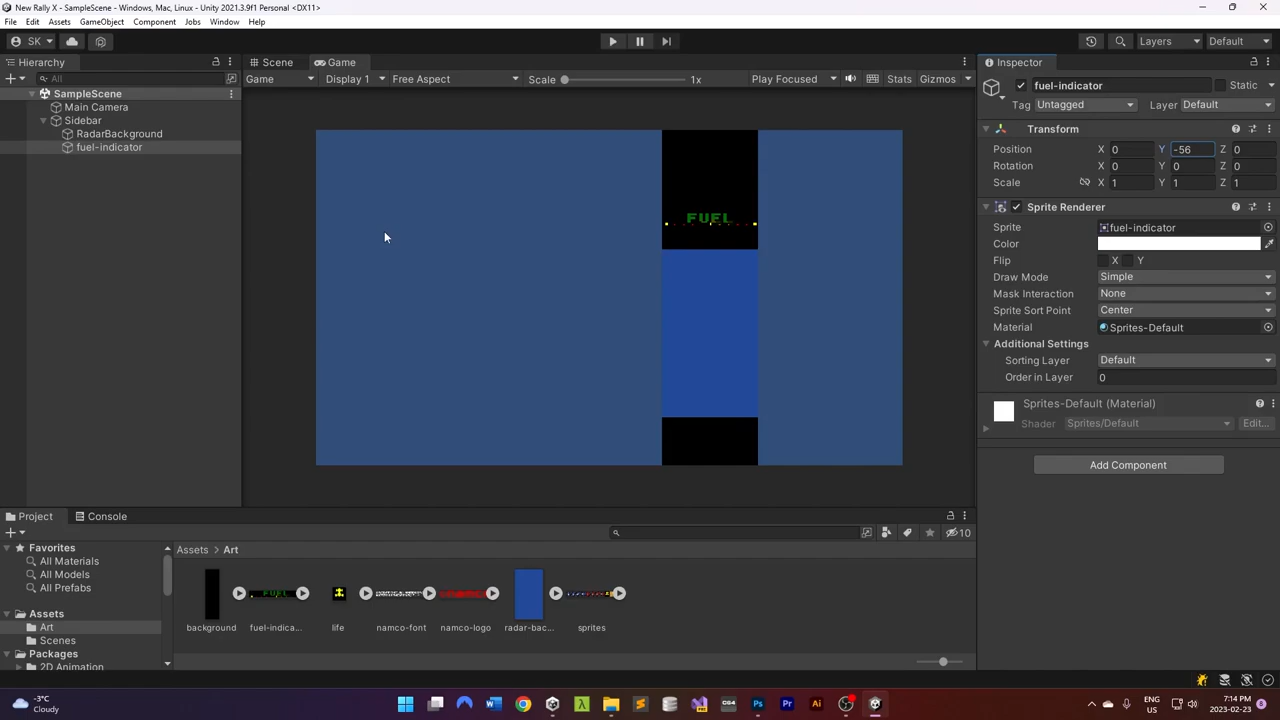 New Rally X - SampleScene - Windows, Mac, Linux - Unity 2021.3.9f1 Personal <DX11>
File Edit Assets GameObject Component Jobs Window Help
SK Layers Default
Hierarchy Scene Game Inspector
All Game Display 1 Free Aspect Scale 1x Play Focused Stats Gizmos fuel-indicator Static
SampleScene Tag Untagged Layer Default
Main Camera
Sidebar Transform
RadarBackground
fuel-indicator Position X 0 Y -56 Z 0
Rotation X 0 Y 0 Z 0
Scale X 1 Y 1 Z 1
Sprite Renderer
FUEL
Sprite fuel-indicator
Color
Flip X Y
Draw Mode Simple
Mask Interaction None
Sprite Sort Point Center
Material Sprites-Default
Additional Settings
Sorting Layer Default
Order in Layer 0
Sprites-Default (Material)
Shader Sprites/Default Edit...
Add Component
Project Console
10
Favorites Assets > Art
All Materials
All Models
All Prefabs
FUEL
Assets background fuel-indica... life namco-font namco-logo radar-bac... sprites
Art
Scenes
Packages
2D Animation
-3°C
Cloudy
ENG
US
7:14 PM
2023-02-23